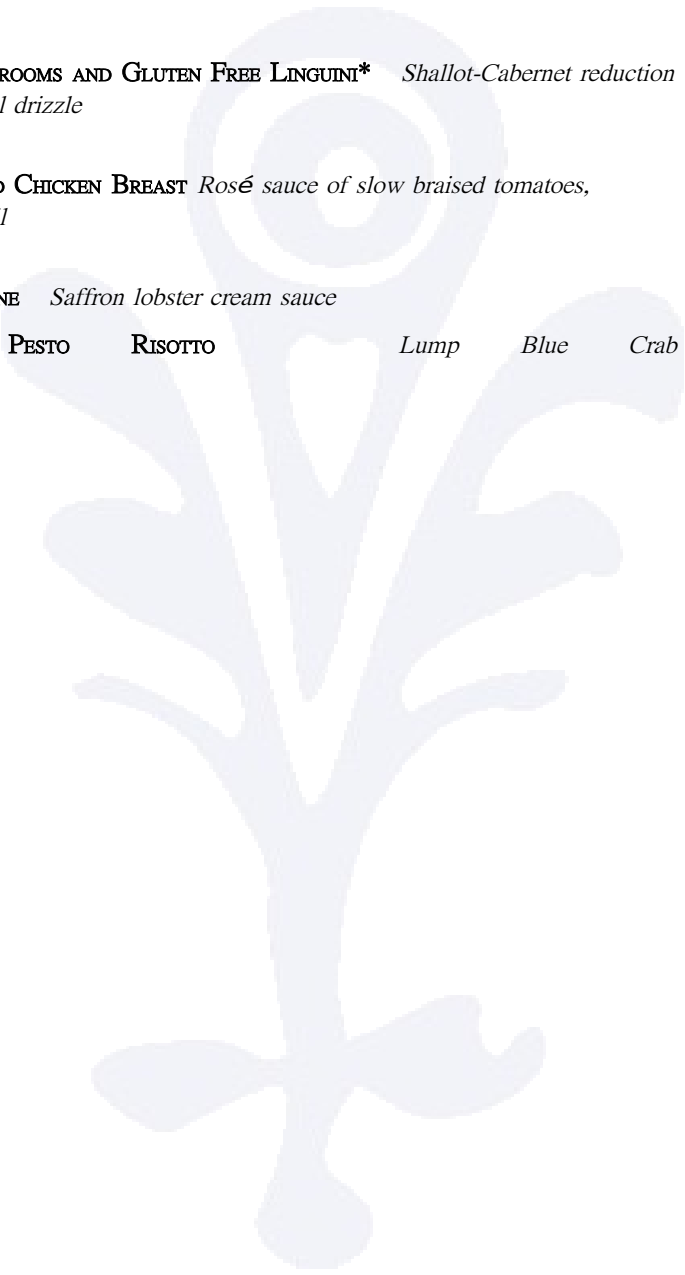 ROOMS AND GLUTEN FREE LINGUINI* Shallot-Cabernet reduction
l drizzle
CHICKEN BREAST Rosé sauce of slow braised tomatoes,
NE Saffron lobster cream sauce
PESTO RISOTTO Lump Blue Crab